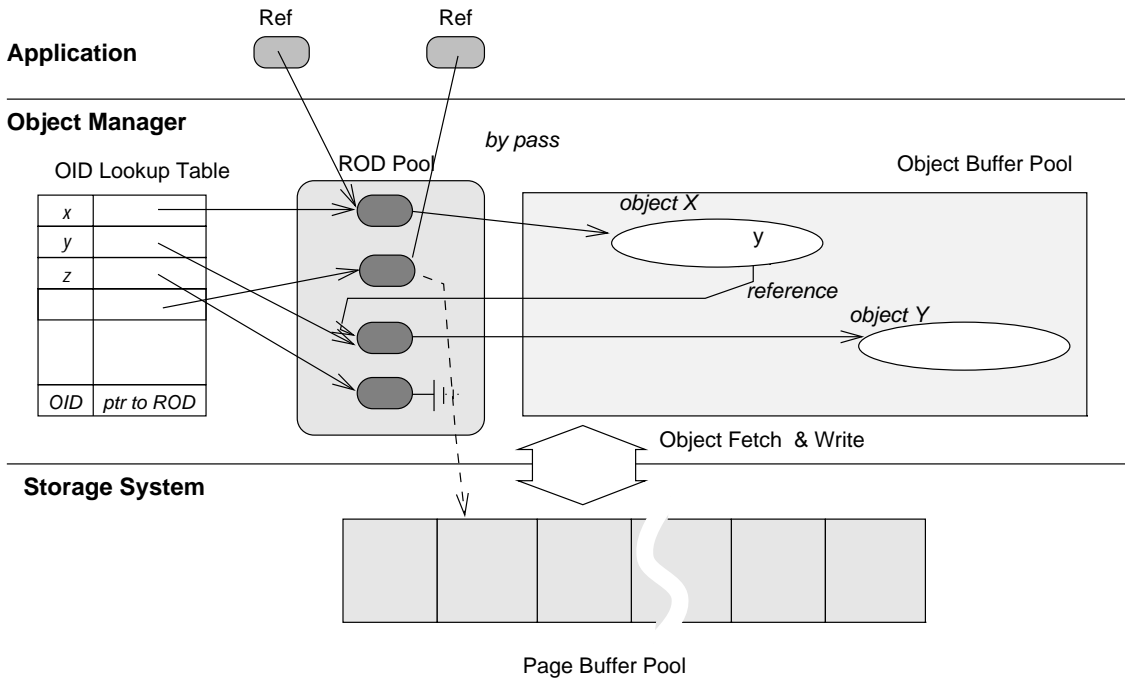 Ref Ref
Application
Object Manager
by pass
OID Lookup Table ROD Pool Object Buffer Pool
x
object X
y
y
z
reference
object Y
OID ptr to ROD
Object Fetch & Write
Storage System
Page Buffer Pool